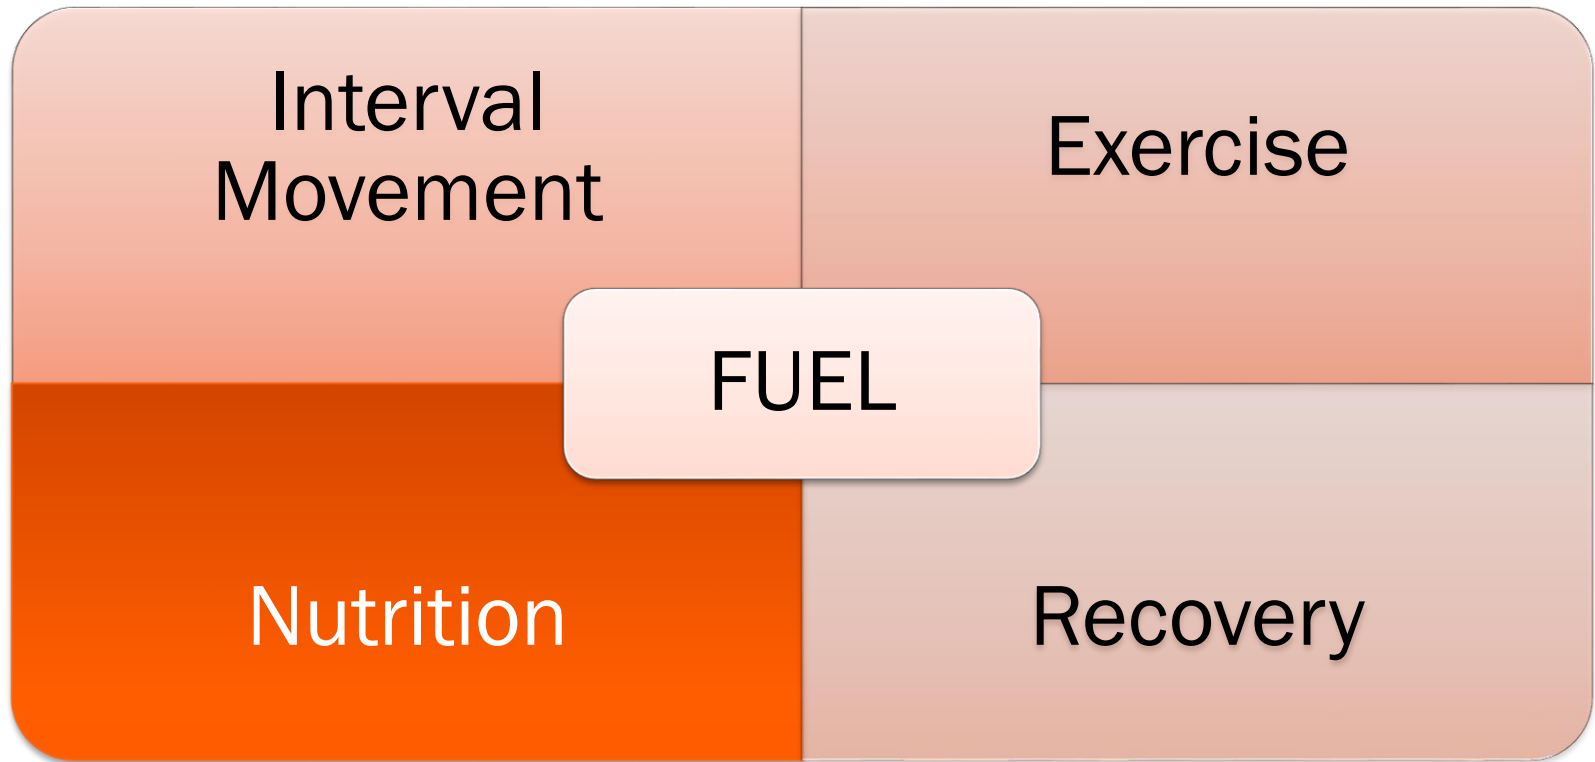 Interval
Movement
Exercise
FUEL
Nutrition
Recovery